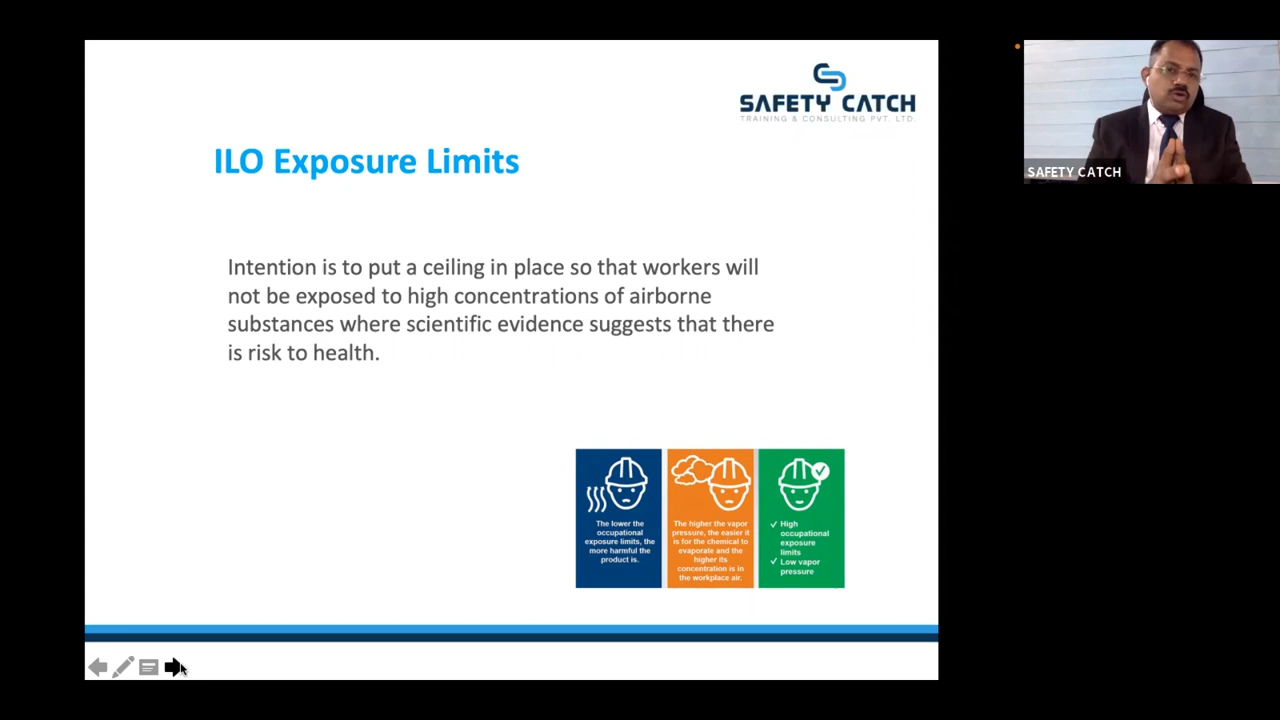 SAFETY CATCH
TRAINING & CONSULTING PVT. LTD.
ILO Exposure Limits
Intention is to put a ceiling in place so that workers will
not be exposed to high concentrations of airborne
substances where scientific evidence suggests that there
is risk to health.
The lower the
occupational
exposure limits, the
more harmful the
product is.
The higher the vapor
pressure, the easier it
is for the chemical to
evaporate and the
higher its
concentration is in
the workplace air.
✓ High
occupational
exposure
limits
✓ Low vapor
pressure
SAFETY CATCH